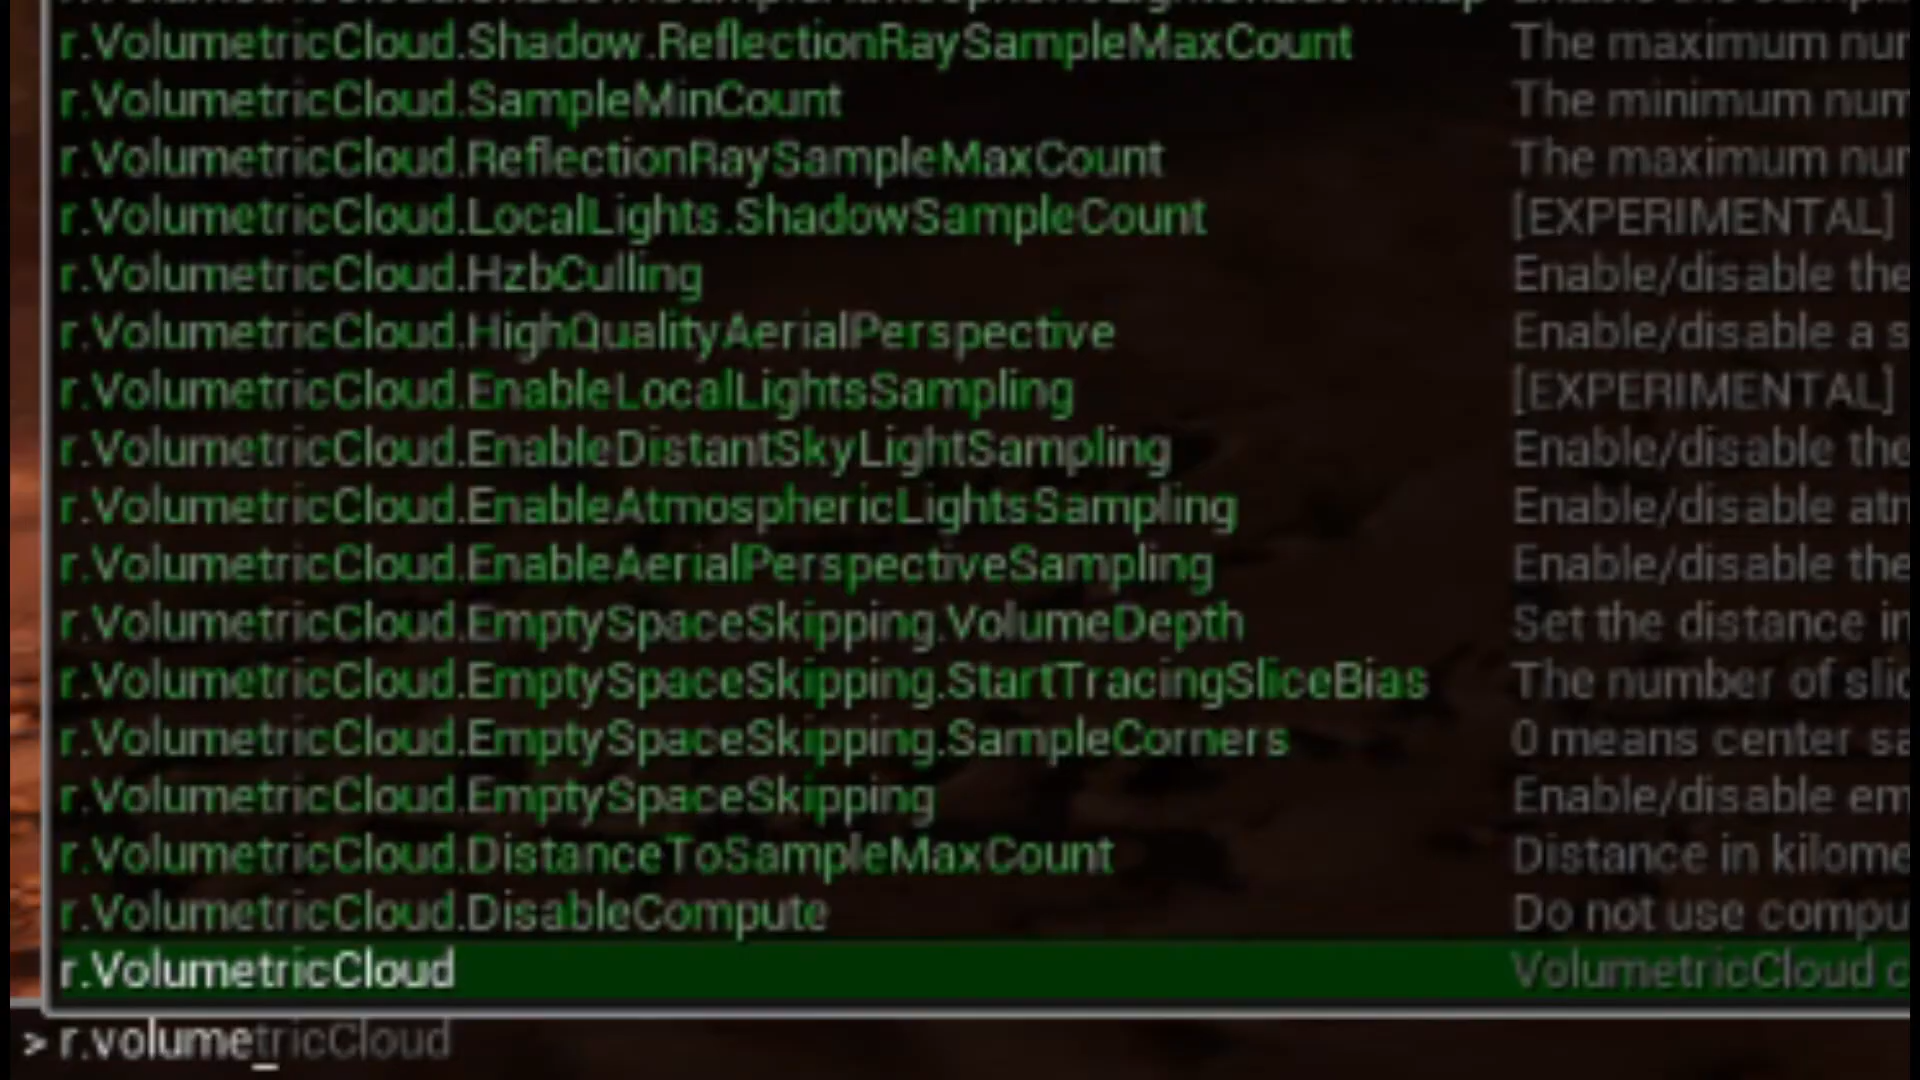 r.VolumetricCloud.Shadow.ReflectionRaySampleMaxCount The maximum
r.VolumetricCloud.SampleMinCount The minimum
r.VolumetricCloud.ReflectionRaySampleMaxCount The maximum
r.VolumetricCloud.LocalLights.ShadowSampleCount [EXPERIMENTAL]
r.VolumetricCloud.HzbCulling Enable/disable the
r.VolumetricCloud.HighQualityAerialPerspective Enable/disable a s
r.VolumetricCloud.EnableLocalLightsSampling [EXPERIMENTAL]
r.VolumetricCloud.EnableDistantSkyLightSampling Enable/disable the
r.VolumetricCloud.EnableAtmosphericLightsSampling Enable/disable
r.VolumetricCloud.EnableAerialPerspectiveSampling Enable/disable the
r.VolumetricCloud.EmptySpaceSkipping.VolumeDepth Set the distance in
r.VolumetricCloud.EmptySpaceSkipping.StartTracingSliceBias The number of slic
r.VolumetricCloud.EmptySpaceSkipping.SampleCorners 0 means center sa
r.VolumetricCloud.EmptySpaceSkipping Enable/disable em
r.VolumetricCloud.DistanceToSampleMaxCount Distance in kilome
r.VolumetricCloud.DisableCompute Do not use compu
r.VolumetricCloud VolumetricCloud c
> r.volumetricCloud